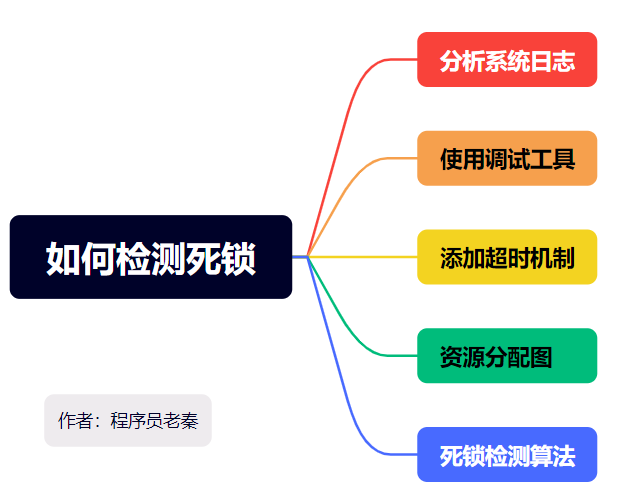 如何检测死锁
分析系统日志
使用调试工具
添加超时机制
资源分配图
死锁检测算法
作者：程序员老秦